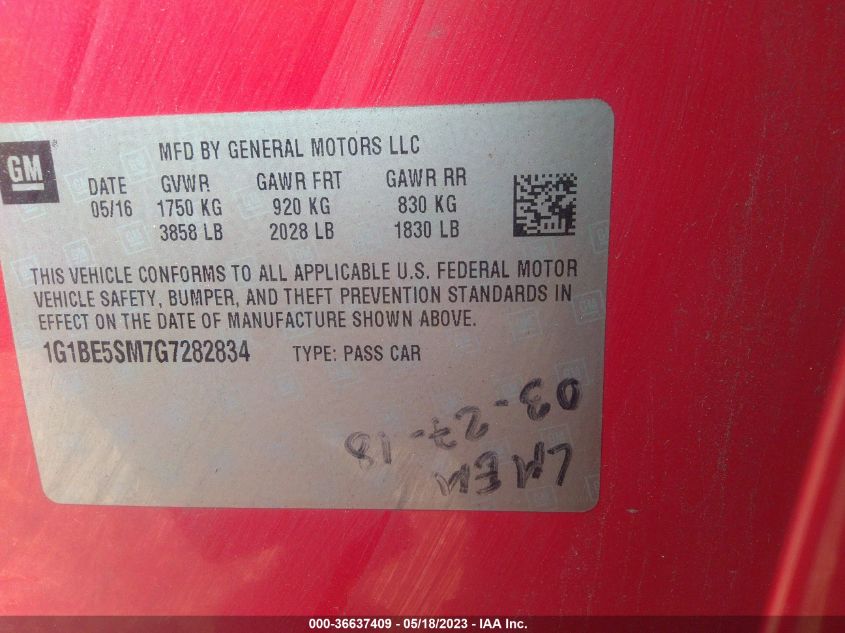 GM
MFD BY GENERAL MOTORS LLC
DATE GVWR GAWR FRT GAWR RR
05/16 1750 KG 920 KG 830 KG
3858 LB 2028 LB 1830 LB
THIS VEHICLE CONFORMS TO ALL APPLICABLE U.S. FEDERAL MOTOR
VEHICLE SAFETY, BUMPER, AND THEFT PREVENTION STANDARDS IN
EFFECT ON THE DATE OF MANUFACTURE SHOWN ABOVE.
1G1BE5SM7G7282834 TYPE: PASS CAR
03-27-18
000-36637409 / 05/18/2023 - IAA Inc.